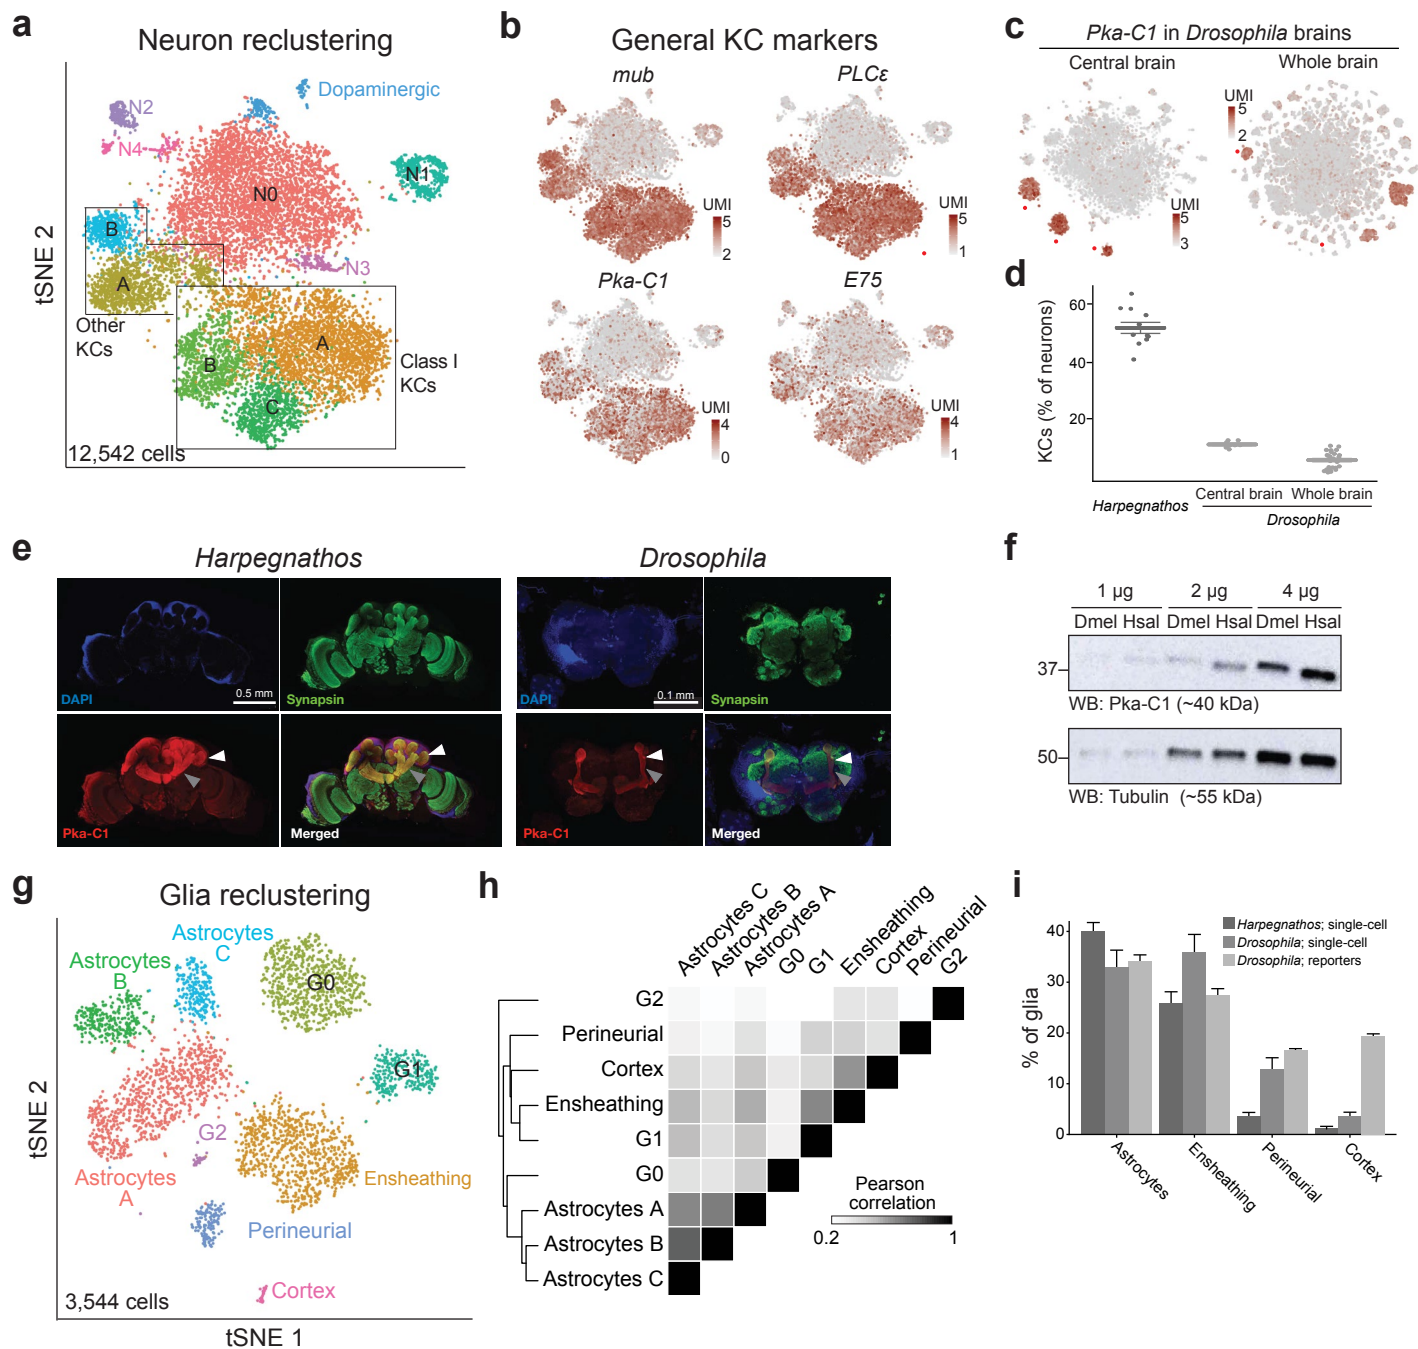 a
Neuron reclustering
tSNE 2
N2
N4
Dopaminergic
N0
N1
B
A
N3
Other
KCs
A
B
C
Class I
KCs
12,542 cells
b
General KC markers
mub
PLCε
UMI
5
2
UMI
5
1
Pka-C1
E75
UMI
4
0
UMI
4
1
c
Pka-C1 in Drosophila brains
Central brain
Whole brain
UMI
5
2
UMI
5
3
d
KCs (% of neurons)
60
40
20
Harpegnathos
Central brain
Whole brain
Drosophila
e
Harpegnathos
Drosophila
DAPI
0.5 mm
Synapsin
DAPI
0.1 mm
Synapsin
Pka-C1
Merged
Pka-C1
Merged
f
1 µg
2 µg
4 µg
Dmel Hsal Dmel Hsal Dmel Hsal
37
WB: Pka-C1 (~40 kDa)
50
WB: Tubulin (~55 kDa)
g
Glia reclustering
tSNE 2
Astrocytes
C
Astrocytes
B
G0
G1
G2
Astrocytes
A
Ensheathing
Perineurial
Cortex
3,544 cells
tSNE 1
h
Astrocytes C
Astrocytes B
Astrocytes A
G0
G1
Ensheathing
Cortex
Perineurial
G2
G2
Perineurial
Cortex
Ensheathing
G1
G0
Astrocytes A
Astrocytes B
Astrocytes C
Pearson
correlation
0.2
1
i
% of glia
40
30
20
10
0
Harpegnathos; single-cell
Drosophila; single-cell
Drosophila; reporters
Astrocytes
Ensheathing
Perineurial
Cortex